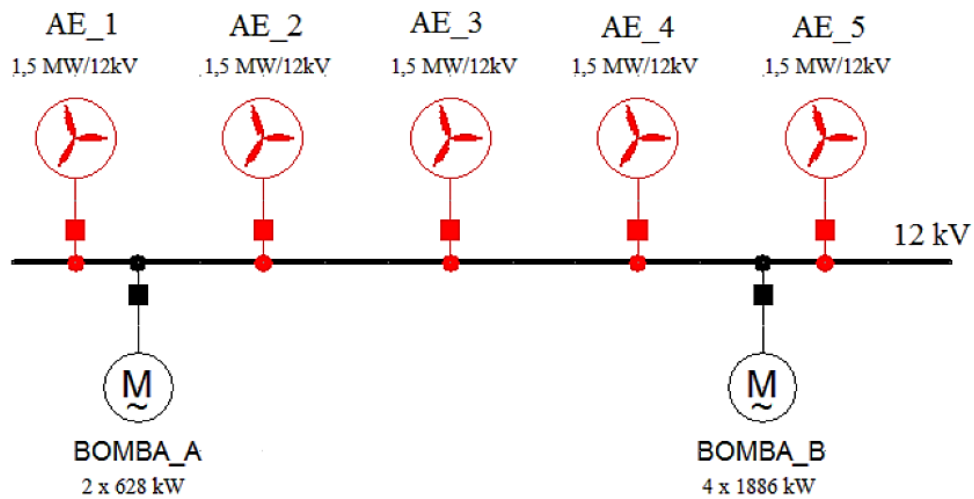 AE_1
AE_2
AE_3
AE_4
AE_5
1,5 MW/12kV
1,5 MW/12kV
1,5 MW/12kV
1,5 MW/12kV
1,5 MW/12kV
12 kV
M
~
M
~
BOMBA_A
BOMBA_B
2 x 628 kW
4 x 1886 kW